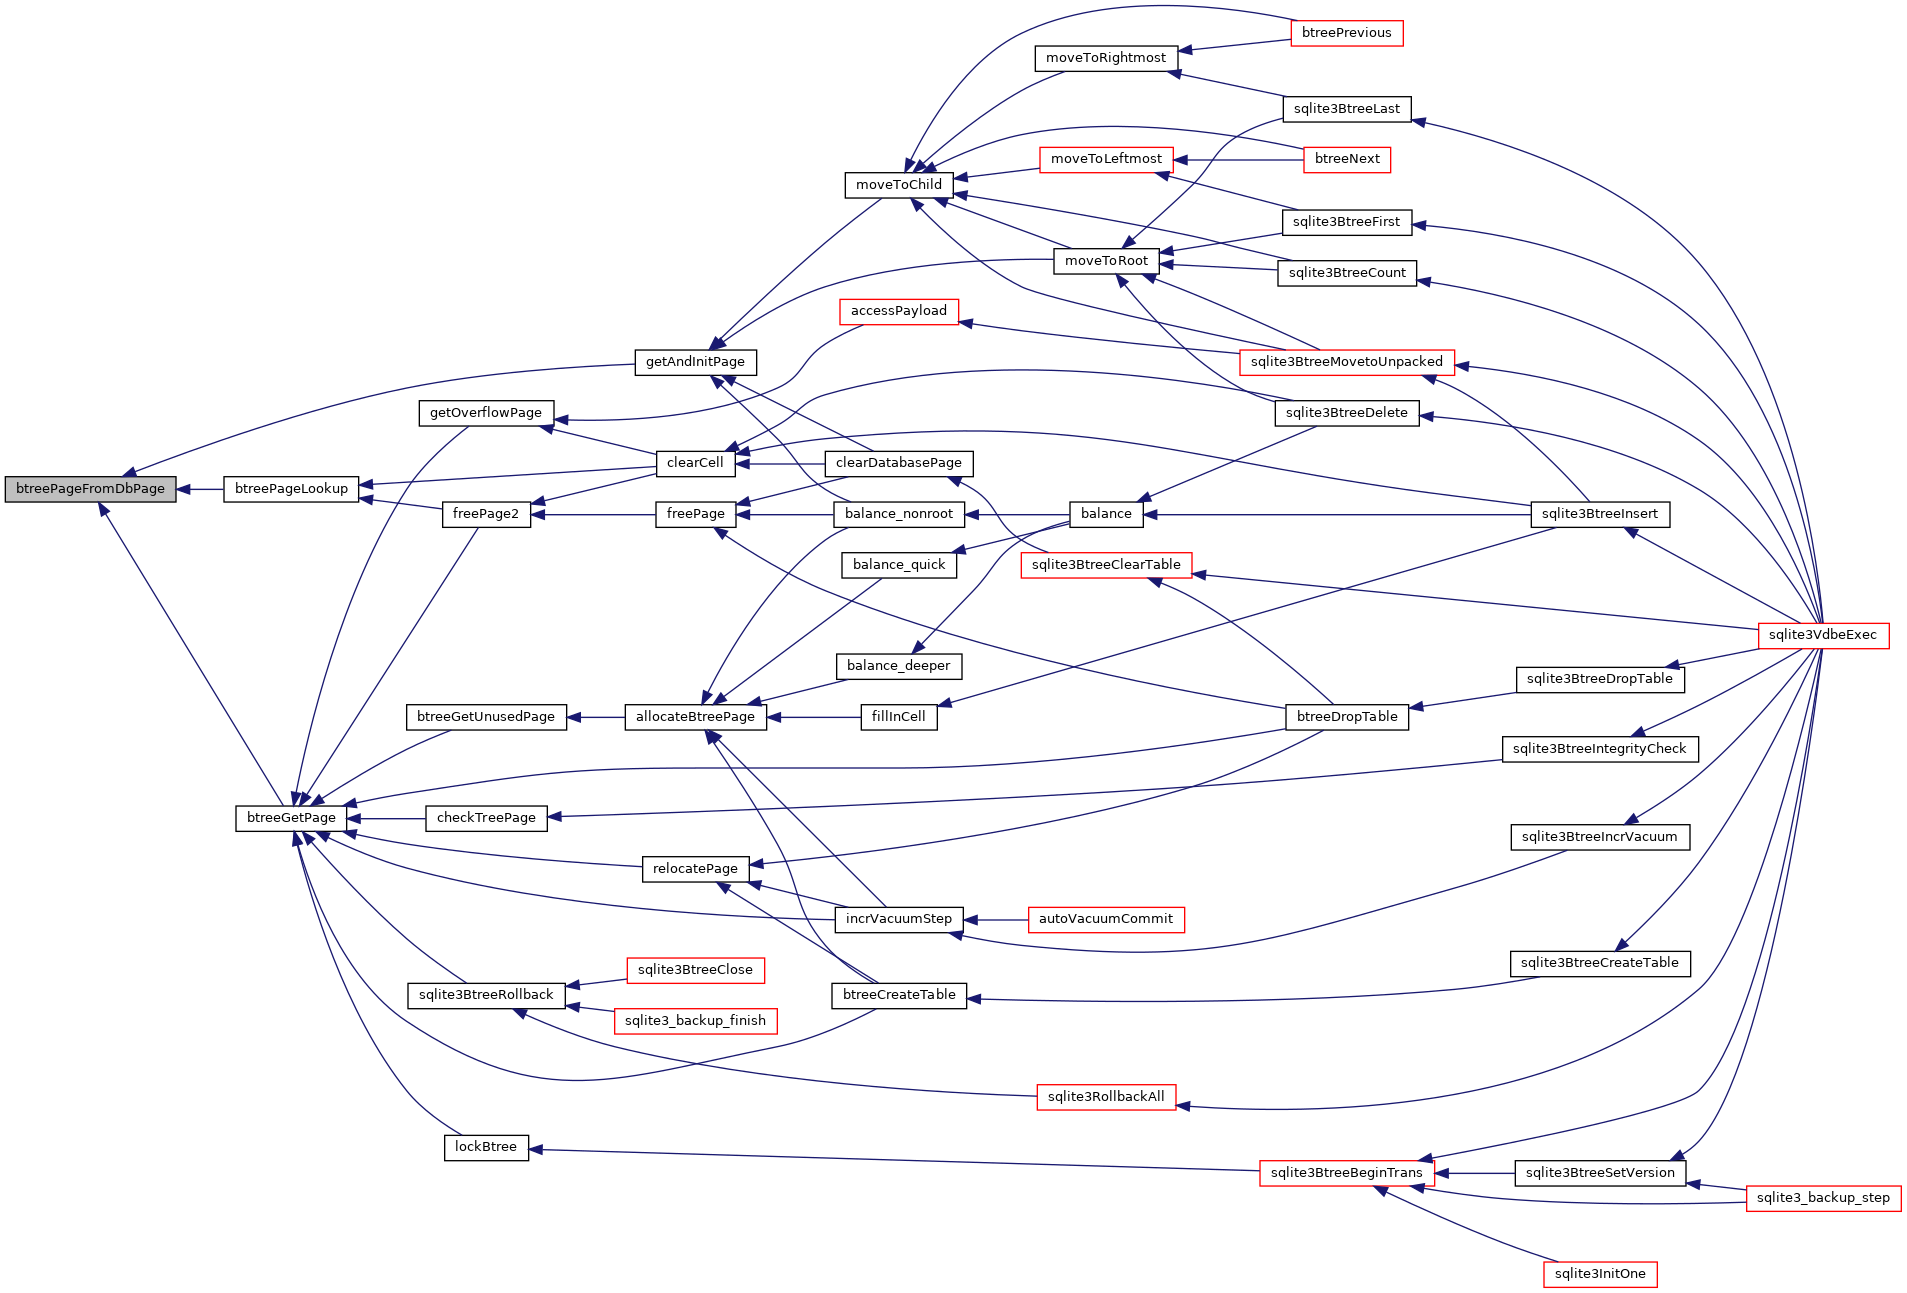 btreePrevious
moveToRightmost
sqlite3BtreeLast
moveToLeftmost
btreeNext
moveToChild
sqlite3BtreeFirst
moveToRoot
sqlite3BtreeCount
accessPayload
getAndInitPage
sqlite3BtreeMovetoUnpacked
getOverflowPage
sqlite3BtreeDelete
clearCell
clearDatabasePage
btreePageFromDbPage
btreePageLookup
freePage2
freePage
balance_nonroot
balance
sqlite3BtreeInsert
balance_quick
sqlite3BtreeClearTable
sqlite3VdbeExec
balance_deeper
sqlite3BtreeDropTable
btreeGetUnusedPage
allocateBtreePage
fillInCell
btreeDropTable
sqlite3BtreeIntegrityCheck
btreeGetPage
checkTreePage
sqlite3BtreeIncrVacuum
relocatePage
incrVacuumStep
autoVacuumCommit
sqlite3BtreeCreateTable
sqlite3BtreeClose
sqlite3BtreeRollback
btreeCreateTable
sqlite3_backup_finish
sqlite3RollbackAll
lockBtree
sqlite3BtreeBeginTrans
sqlite3BtreeSetVersion
sqlite3_backup_step
sqlite3InitOne